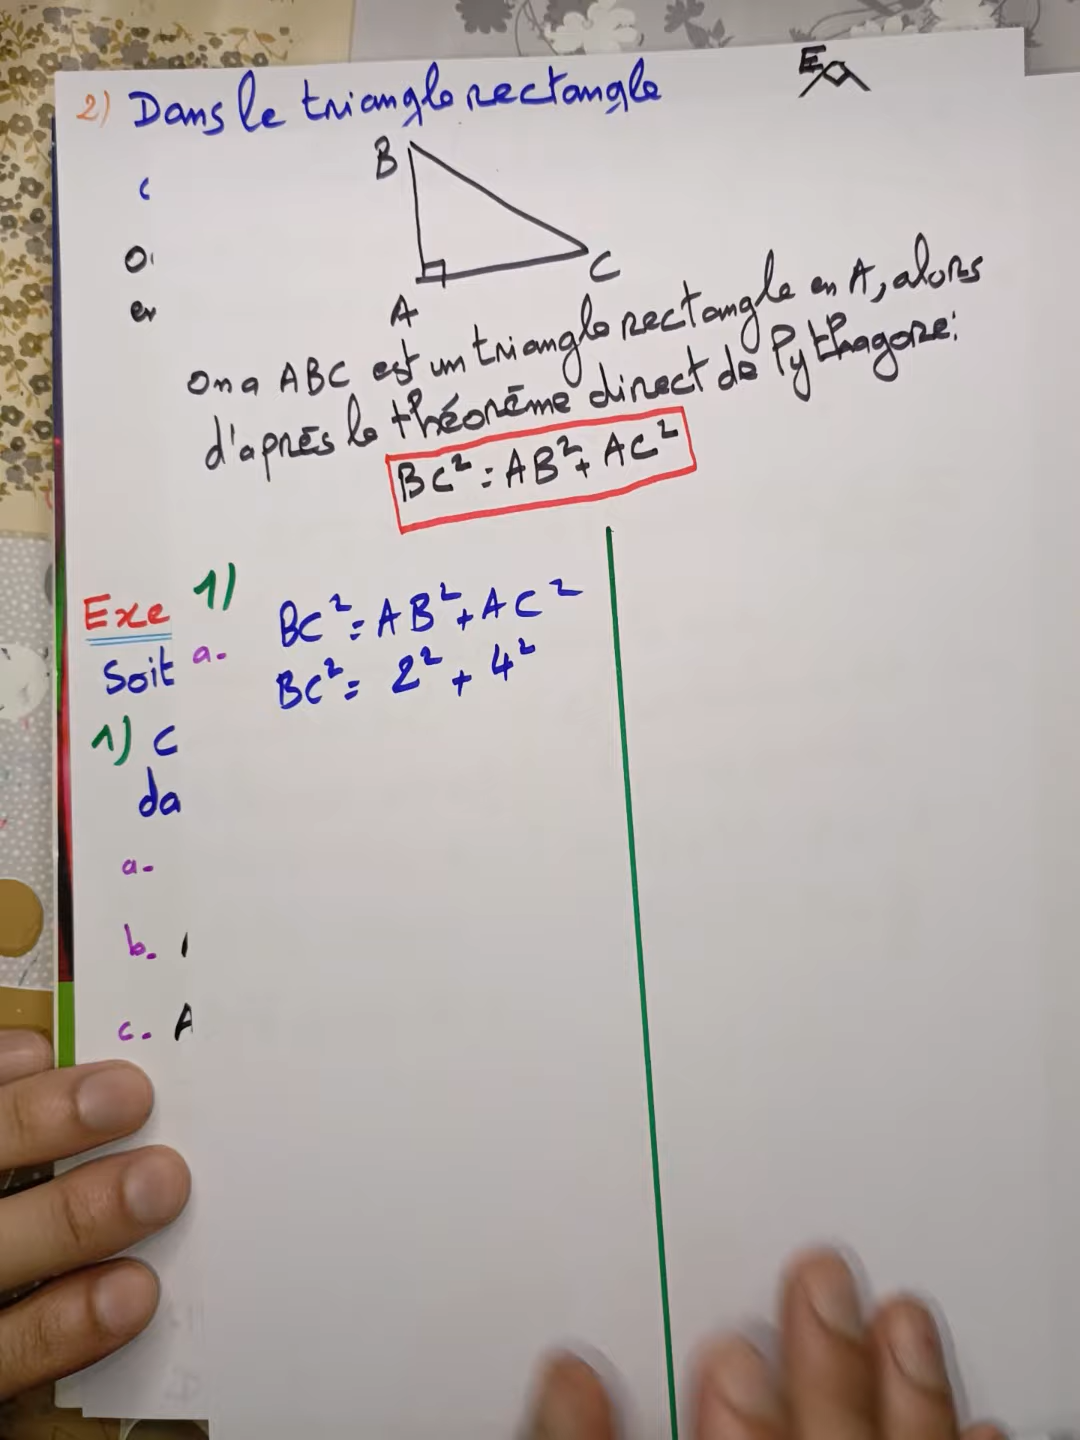 2) Dans le triangle rectangle
E
B
C
A
On a ABC est un triangle rectangle en A, alors
d'après le théorème direct de Pythagore:
BC² = AB² + AC²
1)
Exe
BC² = AB² + AC²
Soit
a-
BC² = 2² + 4²
1) C
da
a-
b.
c. A